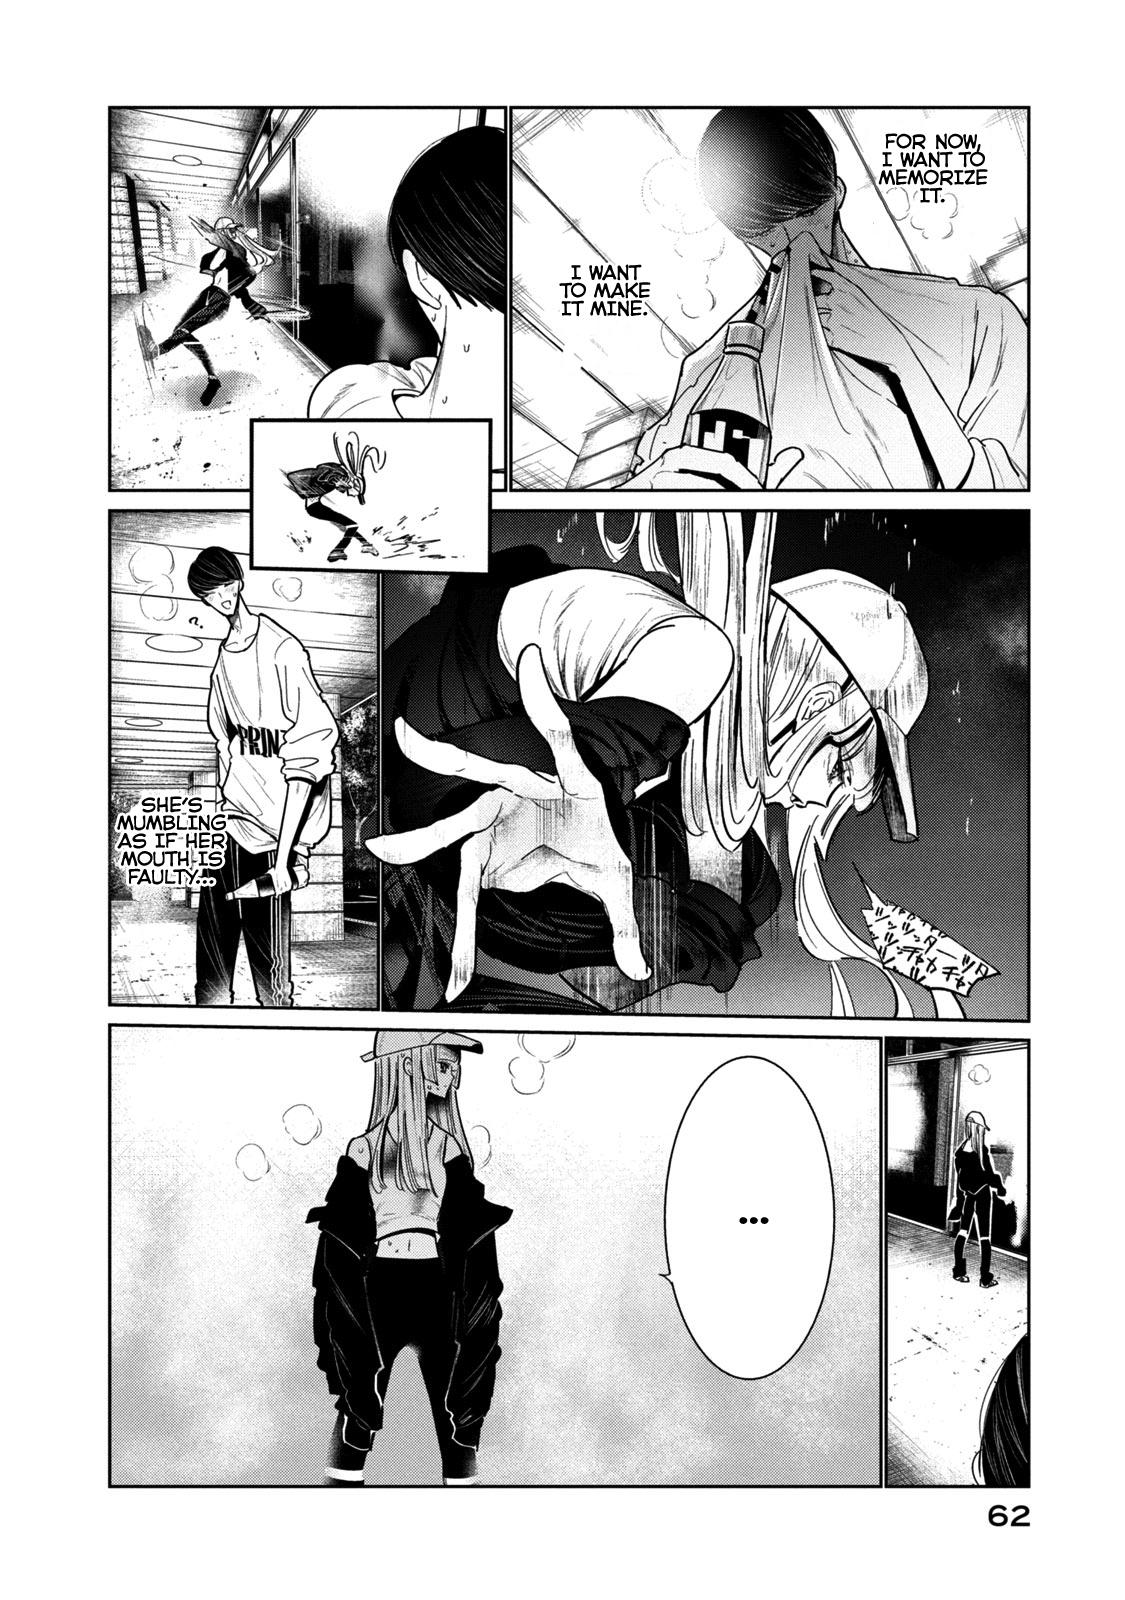 FOR NOW,
I WANT TO
MEMORIZE
IT.
I WANT
TO MAKE
IT MINE.
?.
PRIN
SHE'S
MUMBLING
AS IF HER
MOUTH IS
FAULTY...
...
62